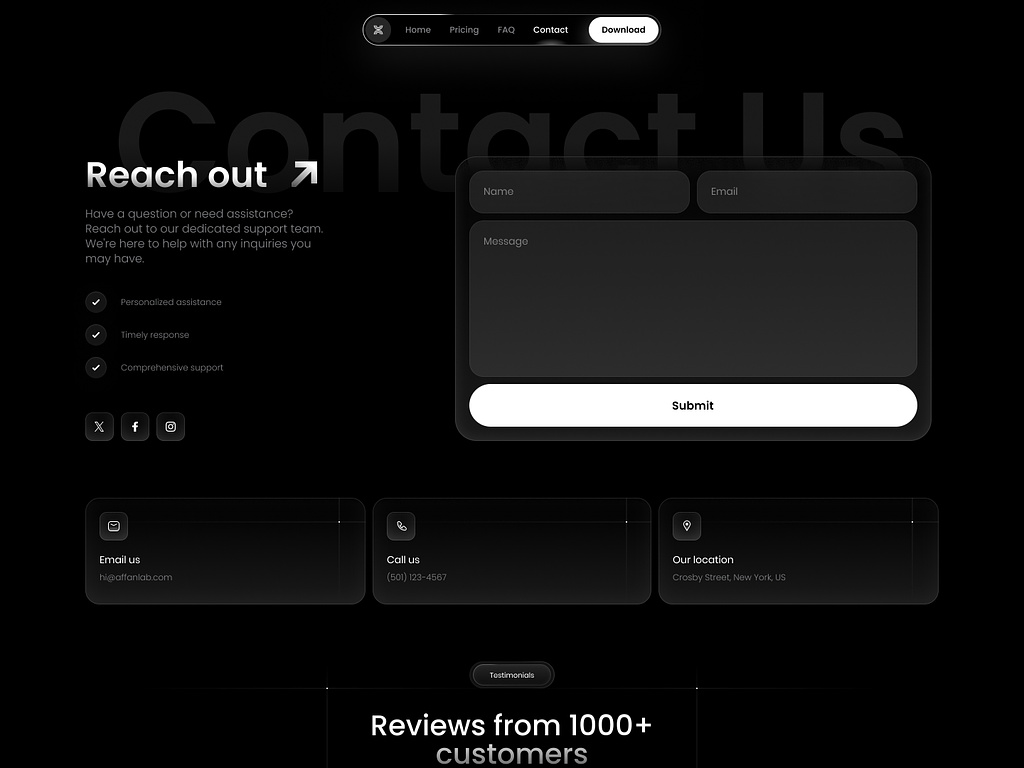 Home Pricing FAQ Contact Download
Contact Us
Reach out
Have a question or need assistance?
Reach out to our dedicated support team.
We're here to help with any inquiries you
may have.
Personalized assistance
Timely response
Comprehensive support
Name
Email
Message
Submit
Email us
hi@affanlab.com
Call us
(501) 123-4567
Our location
Crosby Street, New York, US
Testimonials
Reviews from 1000+
customers